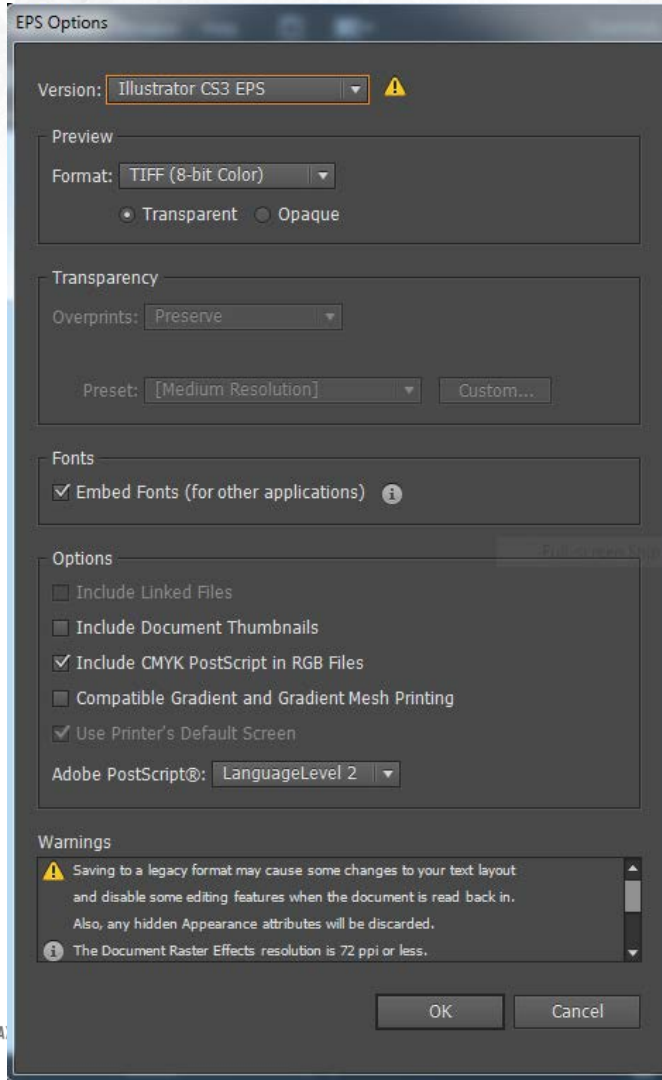 EPS Options
Version: Illustrator CS3 EPS
Preview
Format: TIFF (8-bit Color)
Transparent Opaque
Transparency
Overprints: Preserve
Preset: [Medium Resolution] Custom...
Fonts
Embed Fonts (for other applications)
Options
Include Linked Files
Include Document Thumbnails
Include CMYK PostScript in RGB Files
Compatible Gradient and Gradient Mesh Printing
Use Printer's Default Screen
Adobe PostScript®: LanguageLevel 2
Warnings
Saving to a legacy format may cause some changes to your text layout
and disable some editing features when the document is read back in.
Also, any hidden Appearance attributes will be discarded.
The Document Raster Effects resolution is 72 ppi or less.
OK Cancel